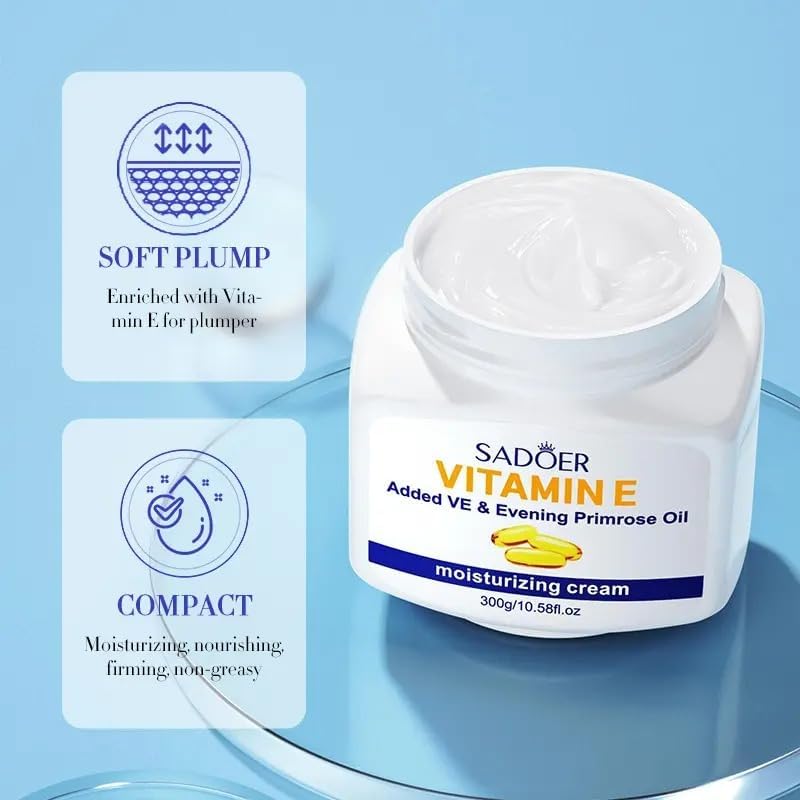 SOFT PLUMP
Enriched with Vita-
min E for plumper
COMPACT
Moisturizing, nourishing,
firming, non-greasy
SADOER
VITAMIN E
Added VE & Evening Primrose Oil
moisturizing cream
300g/10.58fl.oz